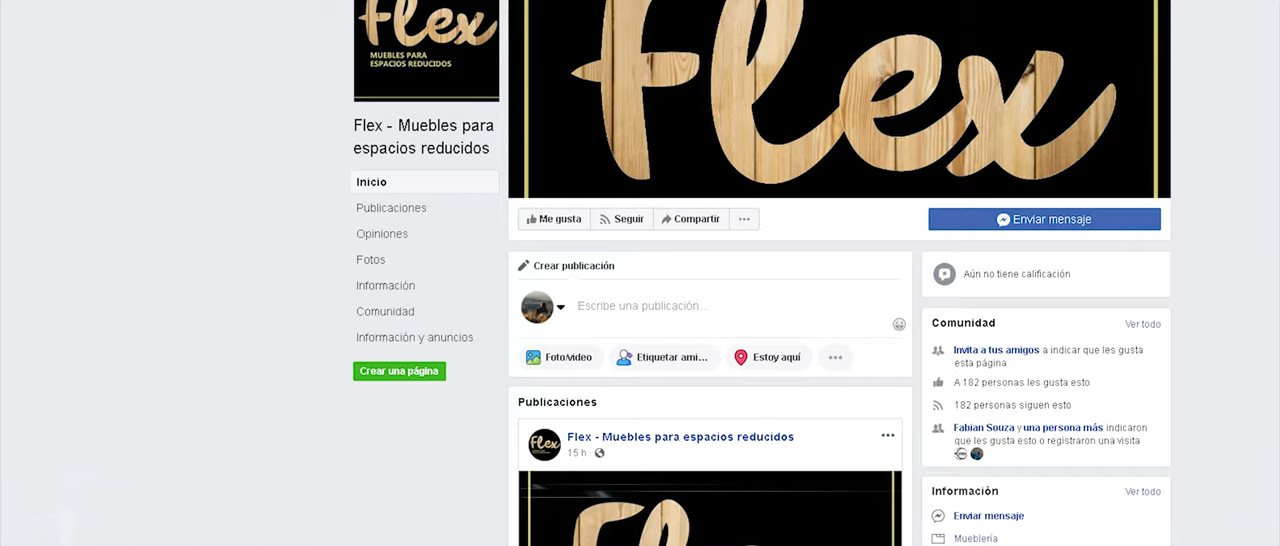 Flex
MUEBLES PARA
ESPACIOS REDUCIDOS
Flex
Flex - Muebles para
espacios reducidos
Inicio
Publicaciones
Opiniones
Fotos
Información
Comunidad
Información y anuncios
Crear una página
Me gusta
Seguir
Compartir
Enviar mensaje
Crear publicación
Escribe una publicación...
Foto/video
Etiquetar ami...
Estoy aquí
Publicaciones
Flex
Flex - Muebles para espacios reducidos
15 h ·
Aún no tiene calificación
Comunidad
Ver todo
Invita a tus amigos a indicar que les gusta
esta página
A 182 personas les gusta esto
182 personas siguen esto
Fabian Souza y una persona más indicaron
que les gusta esto o registraron una visita
Información
Ver todo
Enviar mensaje
Mueblería